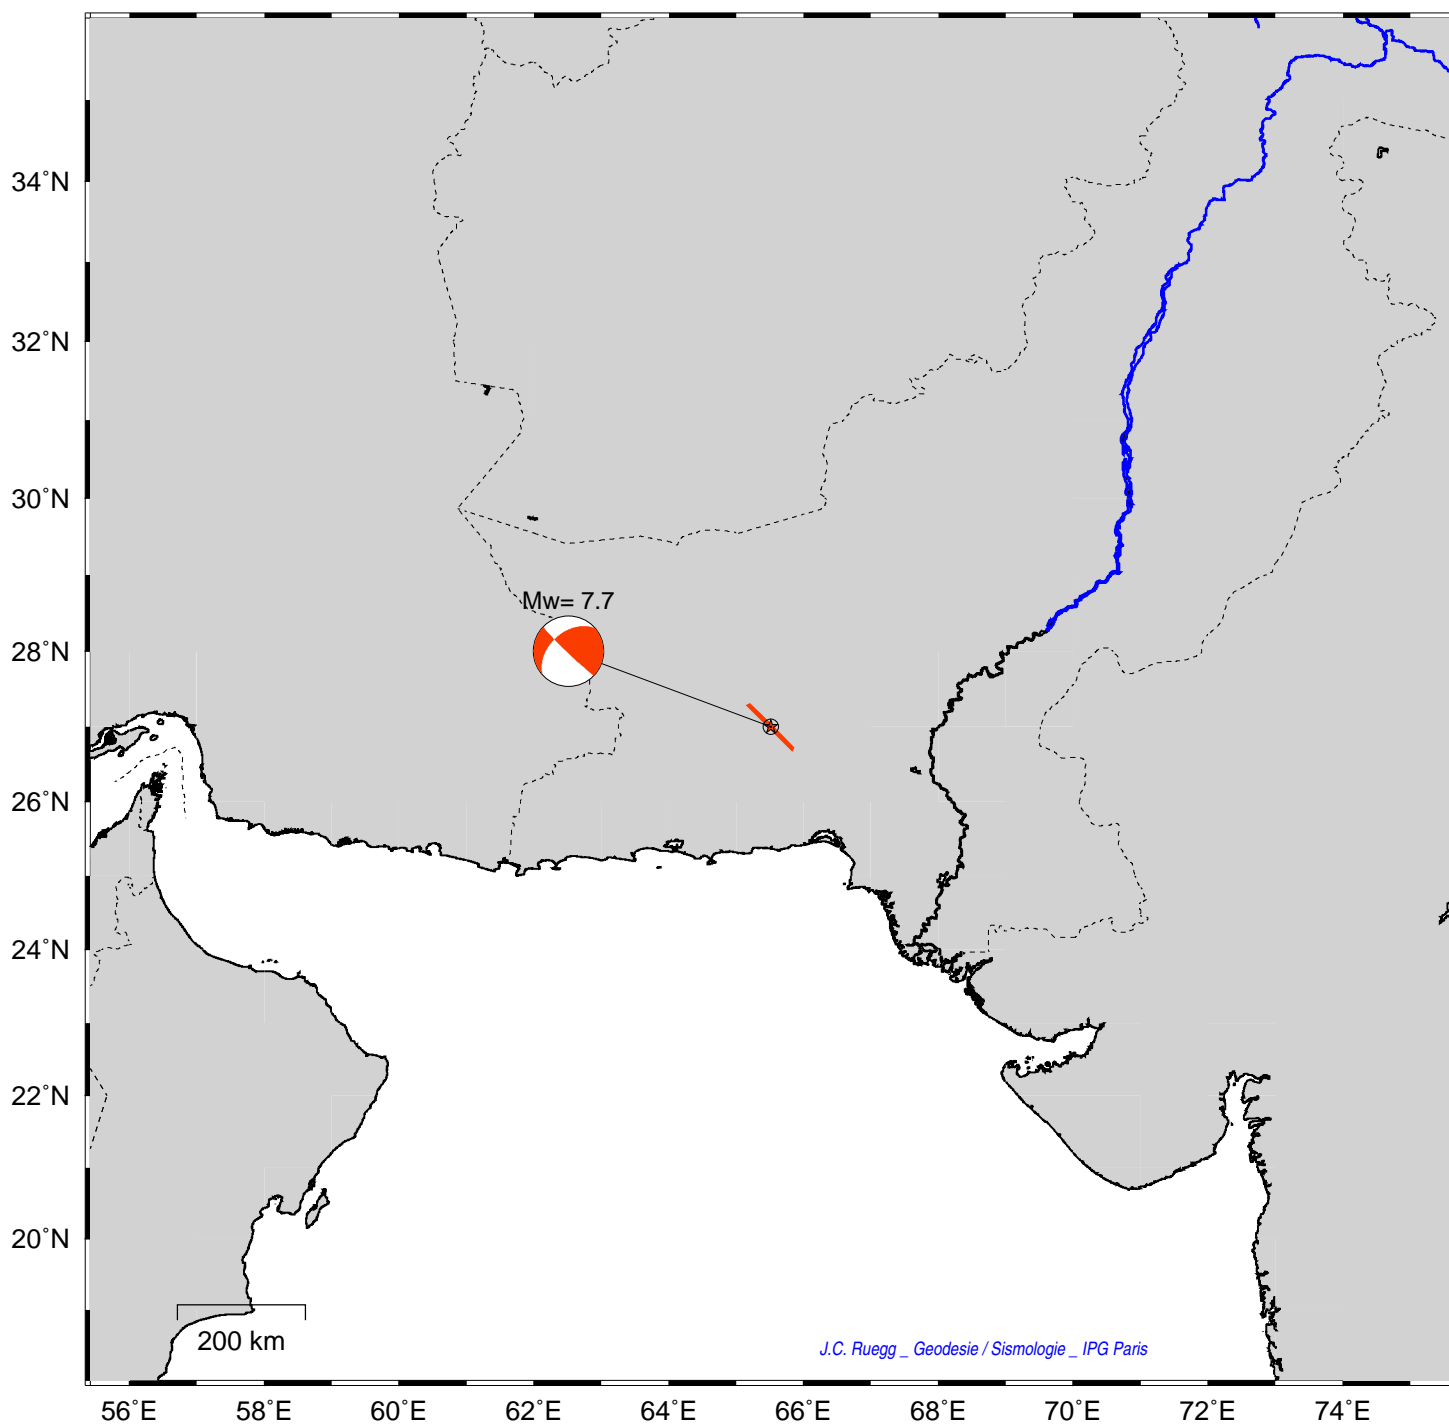 34°N
32°N
30°N
Mw= 7.7
28°N
26°N
24°N
22°N
20°N
200 km
J.C. Ruegg _ Geodesie / Sismologie _ IPG Paris
56°E 58°E 60°E 62°E 64°E 66°E 68°E 70°E 72°E 74°E